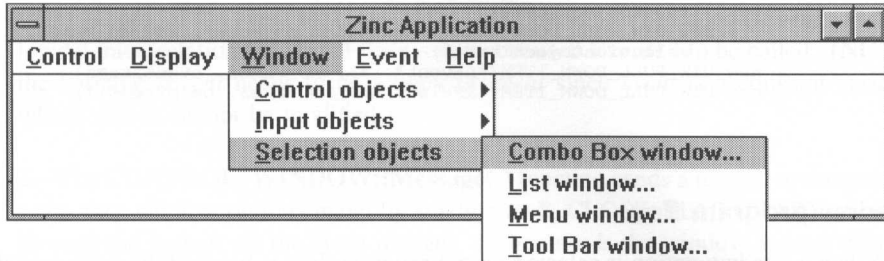 Zinc Application
Control Display Window Event Help
Control objects
Input objects
Selection objects
Combo Box window...
List window...
Menu window...
Tool Bar window...